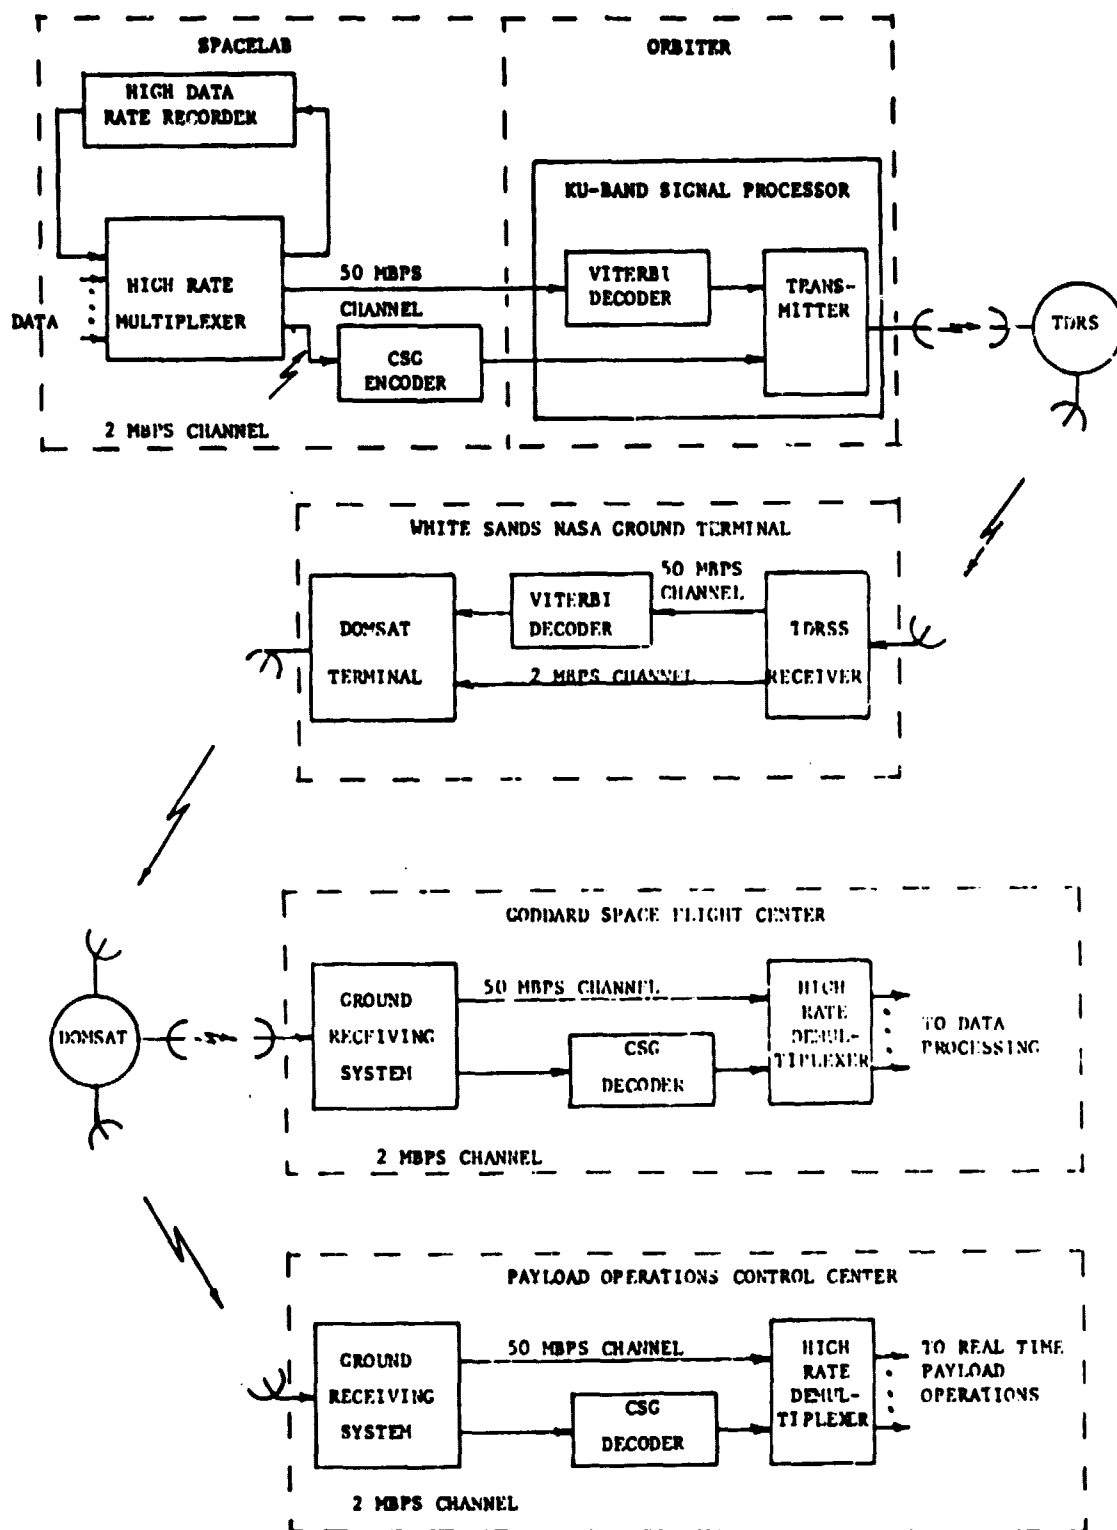 SPACELAB
ORBITER
HIGH DATA
RATE RECORDER
KU-BAND SIGNAL PROCESSOR
HIGH RATE
MULTIPLEXER
DATA
50 MBPS
CHANNEL
VITERBI
DECODER
TRANS-
MITTER
TDRS
CSG
ENCODER
2 MBPS CHANNEL
WHITE SANDS NASA GROUND TERMINAL
DOMSAT
TERMINAL
VITERBI
DECODER
50 MBPS
CHANNEL
TDRSS
RECEIVER
2 MBPS CHANNEL
GODDARD SPACE FLIGHT CENTER
DOMSAT
GROUND
RECEIVING
SYSTEM
50 MBPS CHANNEL
CSG
DECODER
HIGH
RATE
DEMUL-
TIPLEXER
TO DATA
PROCESSING
2 MBPS CHANNEL
PAYLOAD OPERATIONS CONTROL CENTER
GROUND
RECEIVING
SYSTEM
50 MBPS CHANNEL
CSG
DECODER
HIGH
RATE
DEMUL-
TIPLEXER
TO REAL TIME
PAYLOAD
OPERATIONS
2 MBPS CHANNEL